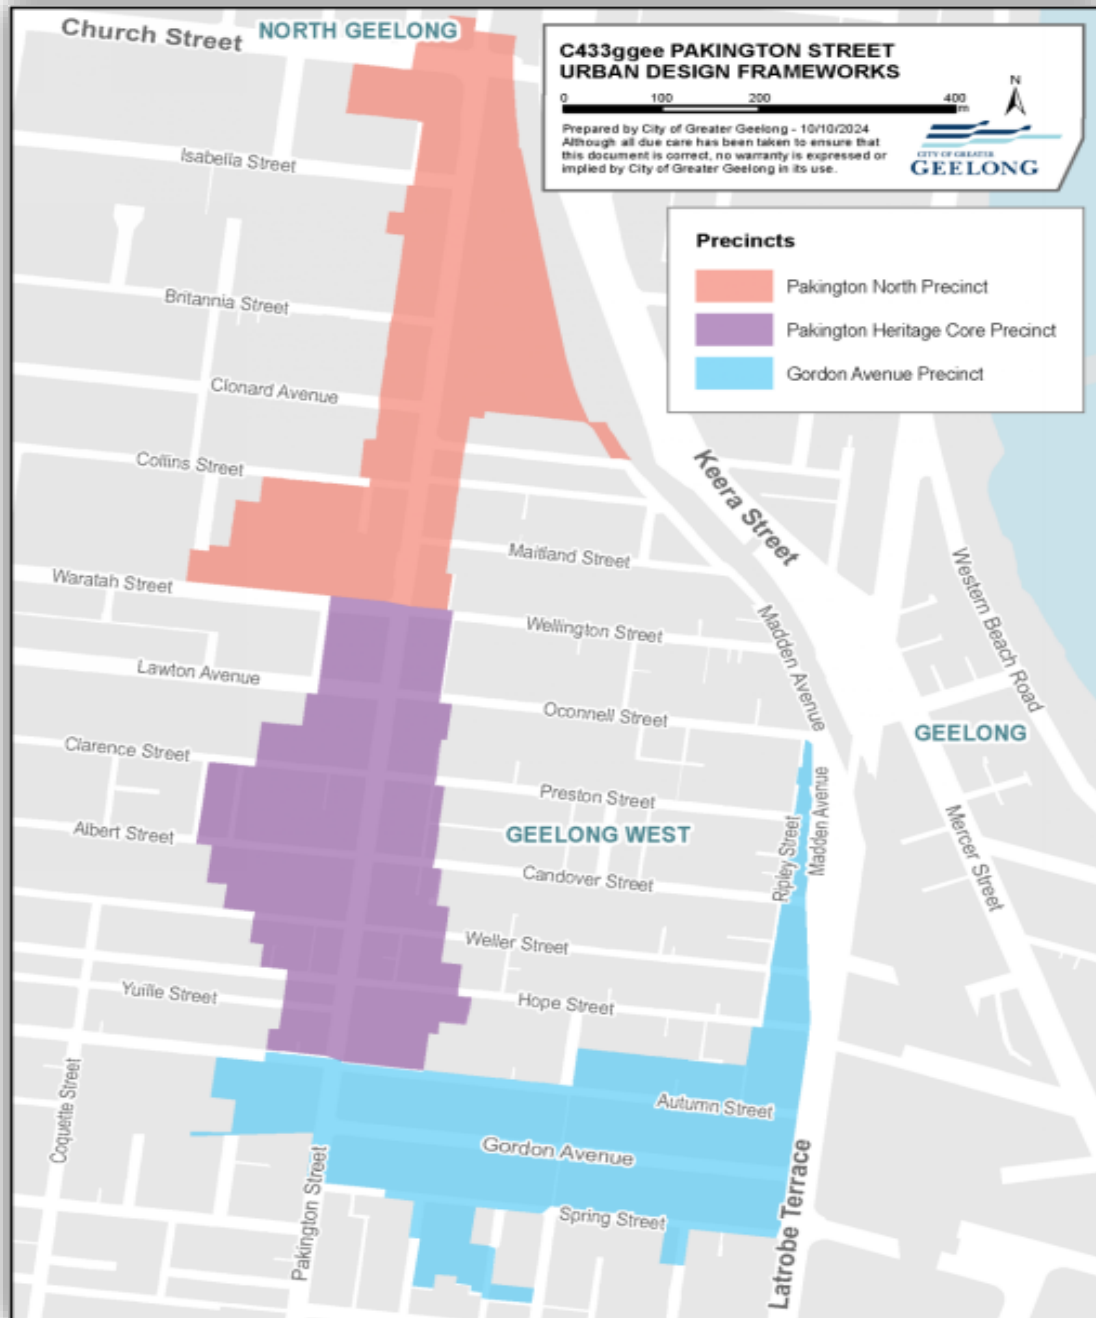 Church Street
NORTH GEELONG
C433ggee PAKINGTON STREET
URBAN DESIGN FRAMEWORKS
0 100 200 400
m
N
Prepared by City of Greater Geelong - 10/10/2024
Although all due care has been taken to ensure that
this document is correct, no warranty is expressed or
implied by City of Greater Geelong in its use.
CITY OF GREATER
GEELONG
Precincts
Pakington North Precinct
Pakington Heritage Core Precinct
Gordon Avenue Precinct
Isabella Street
Britannia Street
Clonard Avenue
Collins Street
Keera Street
Maitland Street
Waratah Street
Western Beach Road
Wellington Street
Madden Avenue
Lawton Avenue
Oconnell Street
GEELONG
Clarence Street
Preston Street
Madden Avenue
Ripley Street
Albert Street
GEELONG WEST
Mercer Street
Candover Street
Weller Street
Yuille Street
Hope Street
Coquette Street
Autumn Street
Gordon Avenue
Pakington Street
Spring Street
Latrobe Terrace